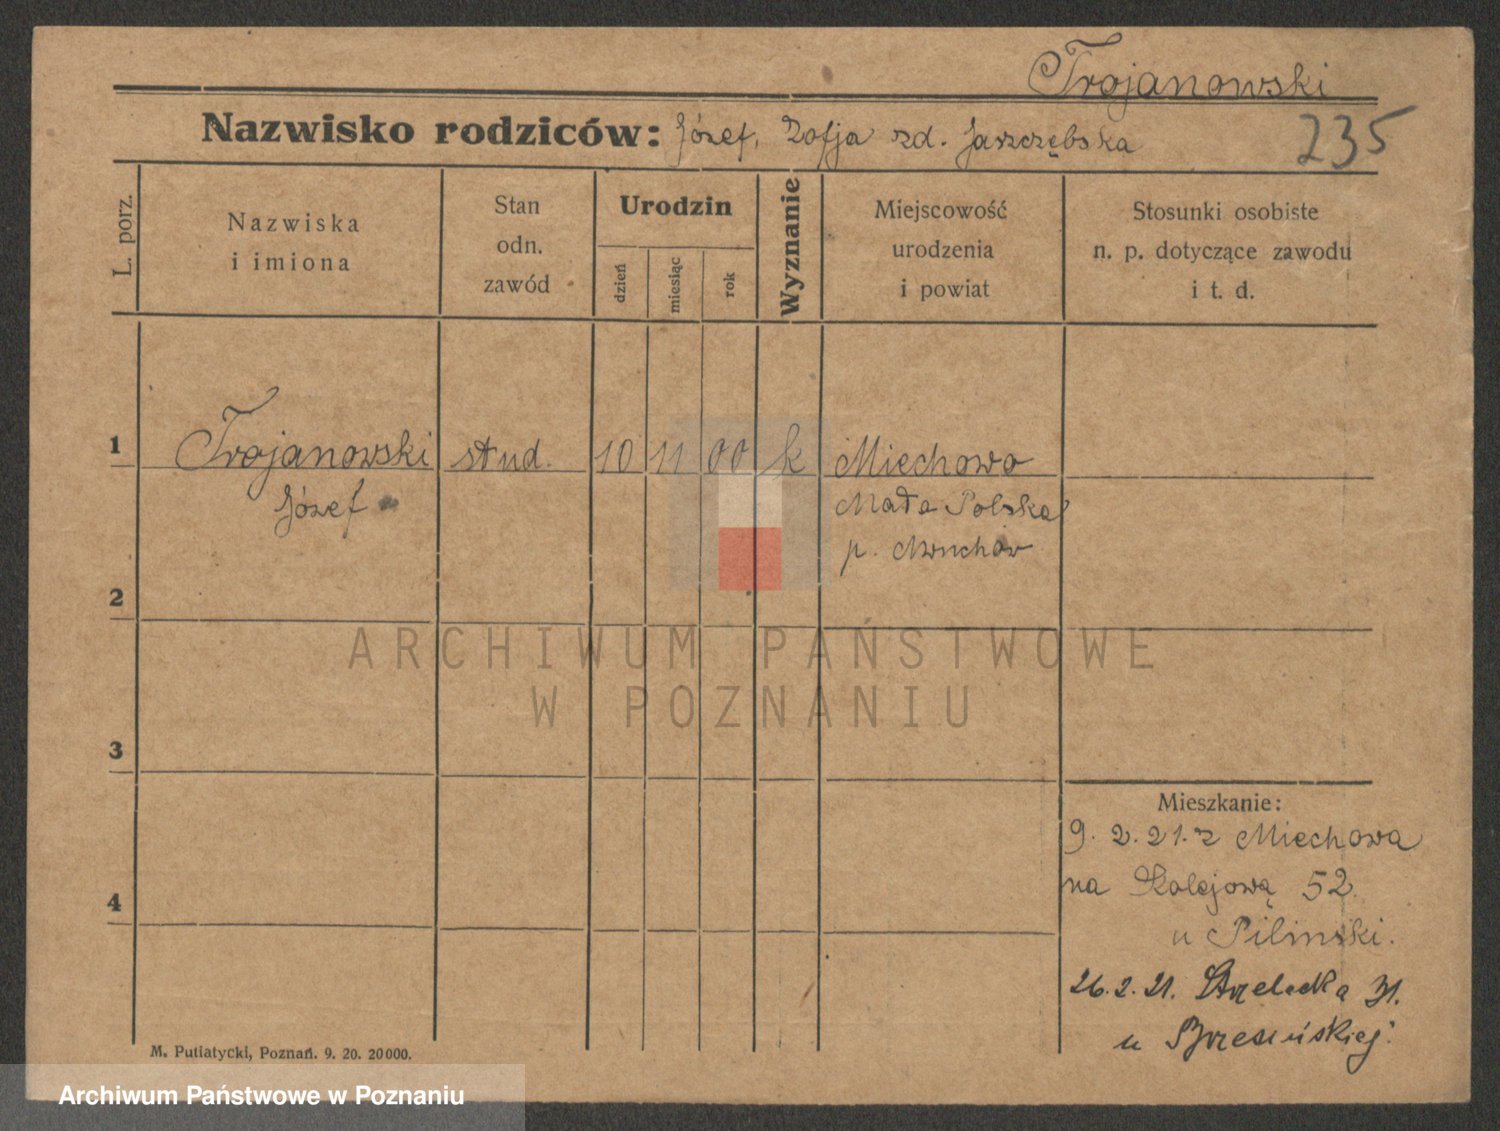 Trojanowski
Nazwisko rodziców: Józef, Zofja zd. Jaszczębska
235
L. porz.
Nazwiska
i imiona
Stan
odn.
zawód
Urodzin
dzień
miesiąc
rok
Wyznanie
Miejscowość
urodzenia
i powiat
Stosunki osobiste
n. p. dotyczące zawodu
i t. d.
1 Trojanowski stud. 10 11 00 k Miechowo
Józef Mała Polska
p. Miechów
2
ARCHIWUM PAŃSTWOWE
W POZNANIU
3
Mieszkanie:
9. 2. 21. z Miechowa
4
na Kolejową 52.
u Pilinski.
26. 2. 21. Strzelecka 31.
u Brzezińskiej.
M. Putiatycki, Poznań. 9. 20. 20000.
Archiwum Państwowe w Poznaniu